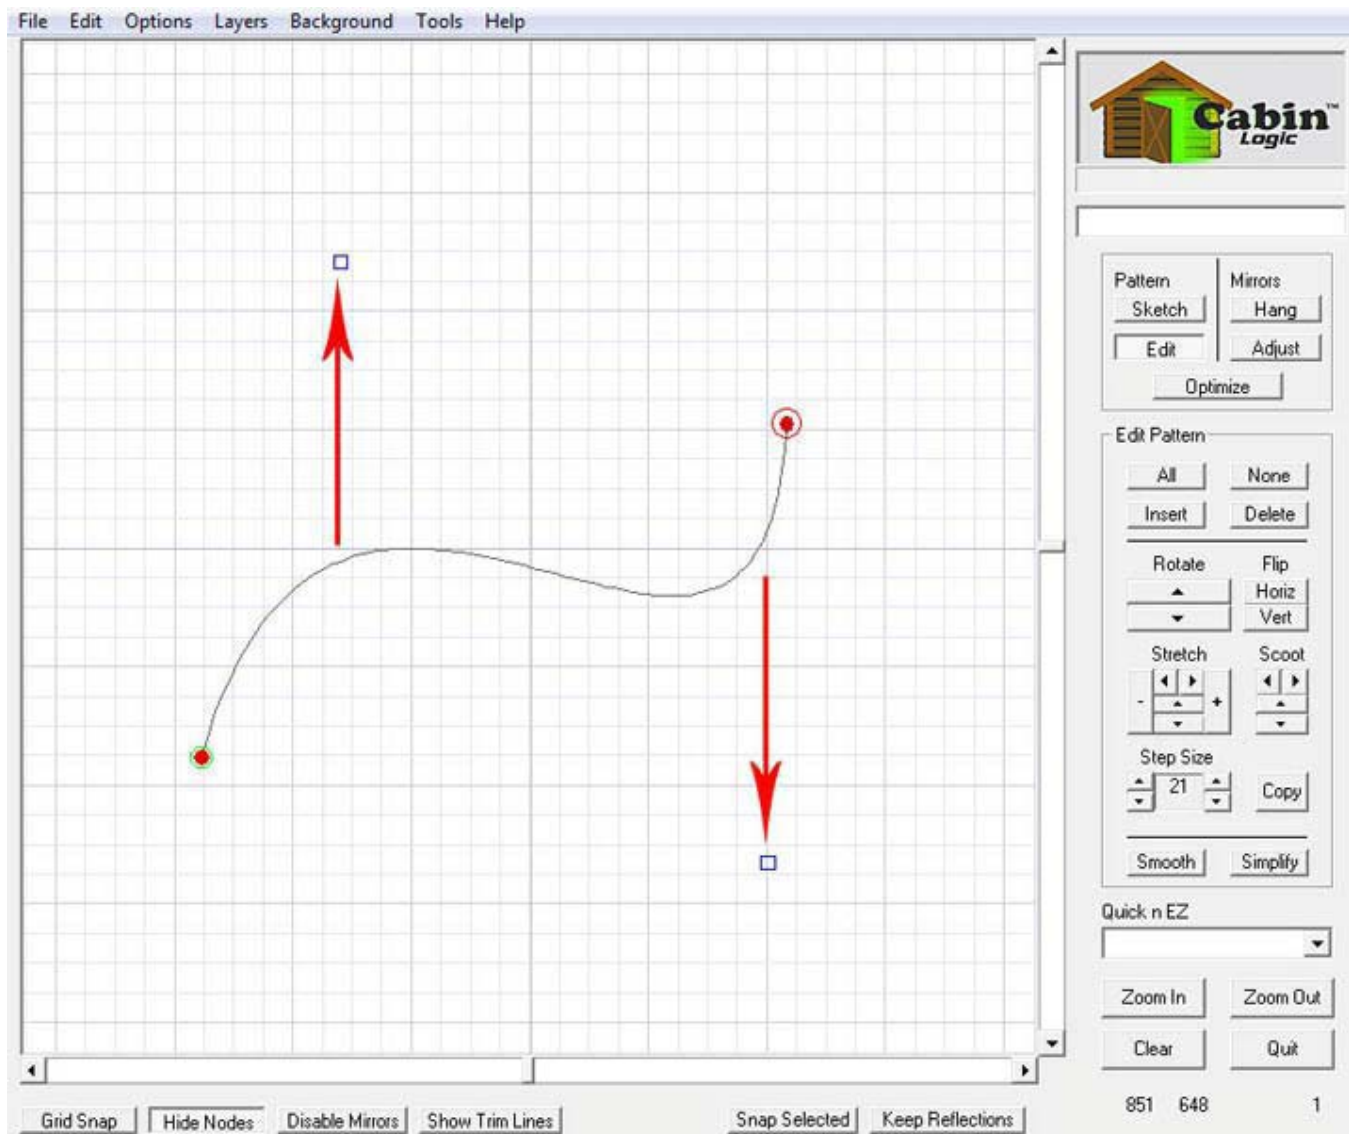 File Edit Options Layers Background Tools Help
Cabin™
Logic
Pattern Mirrors
Sketch Hang
Edit Adjust
Optimize
Edit Pattern
All None
Insert Delete
Rotate Flip
Horiz
Vert
Stretch Scoot
- +
Step Size
21 Copy
Smooth Simplify
Quick n EZ
Zoom In Zoom Out
Clear Quit
851 648 1
Grid Snap Hide Nodes Disable Mirrors Show Trim Lines Snap Selected Keep Reflections